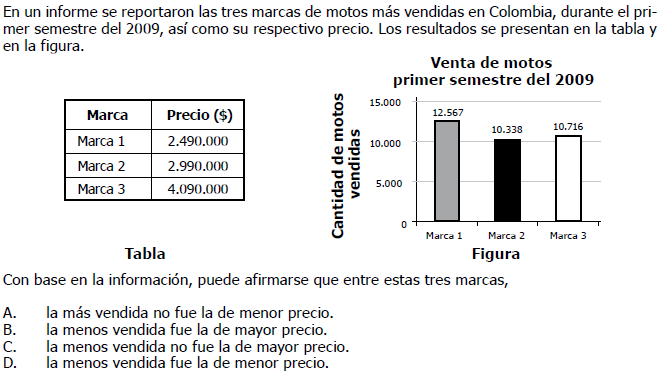 En un informe se reportaron las tres marcas de motos más vendidas en Colombia, durante el pri-
mer semestre del 2009, así como su respectivo precio. Los resultados se presentan en la tabla y
en la figura.
Marca Precio ($)
Marca 1 2.490.000
Marca 2 2.990.000
Marca 3 4.090.000
Tabla
Venta de motos
primer semestre del 2009
Cantidad de motos
vendidas
15.000
10.000
5.000
0
12.567
10.338
10.716
Marca 1 Marca 2 Marca 3
Figura
Con base en la información, puede afirmarse que entre estas tres marcas,
A. la más vendida no fue la de menor precio.
B. la menos vendida fue la de mayor precio.
C. la menos vendida no fue la de mayor precio.
D. la menos vendida fue la de menor precio.